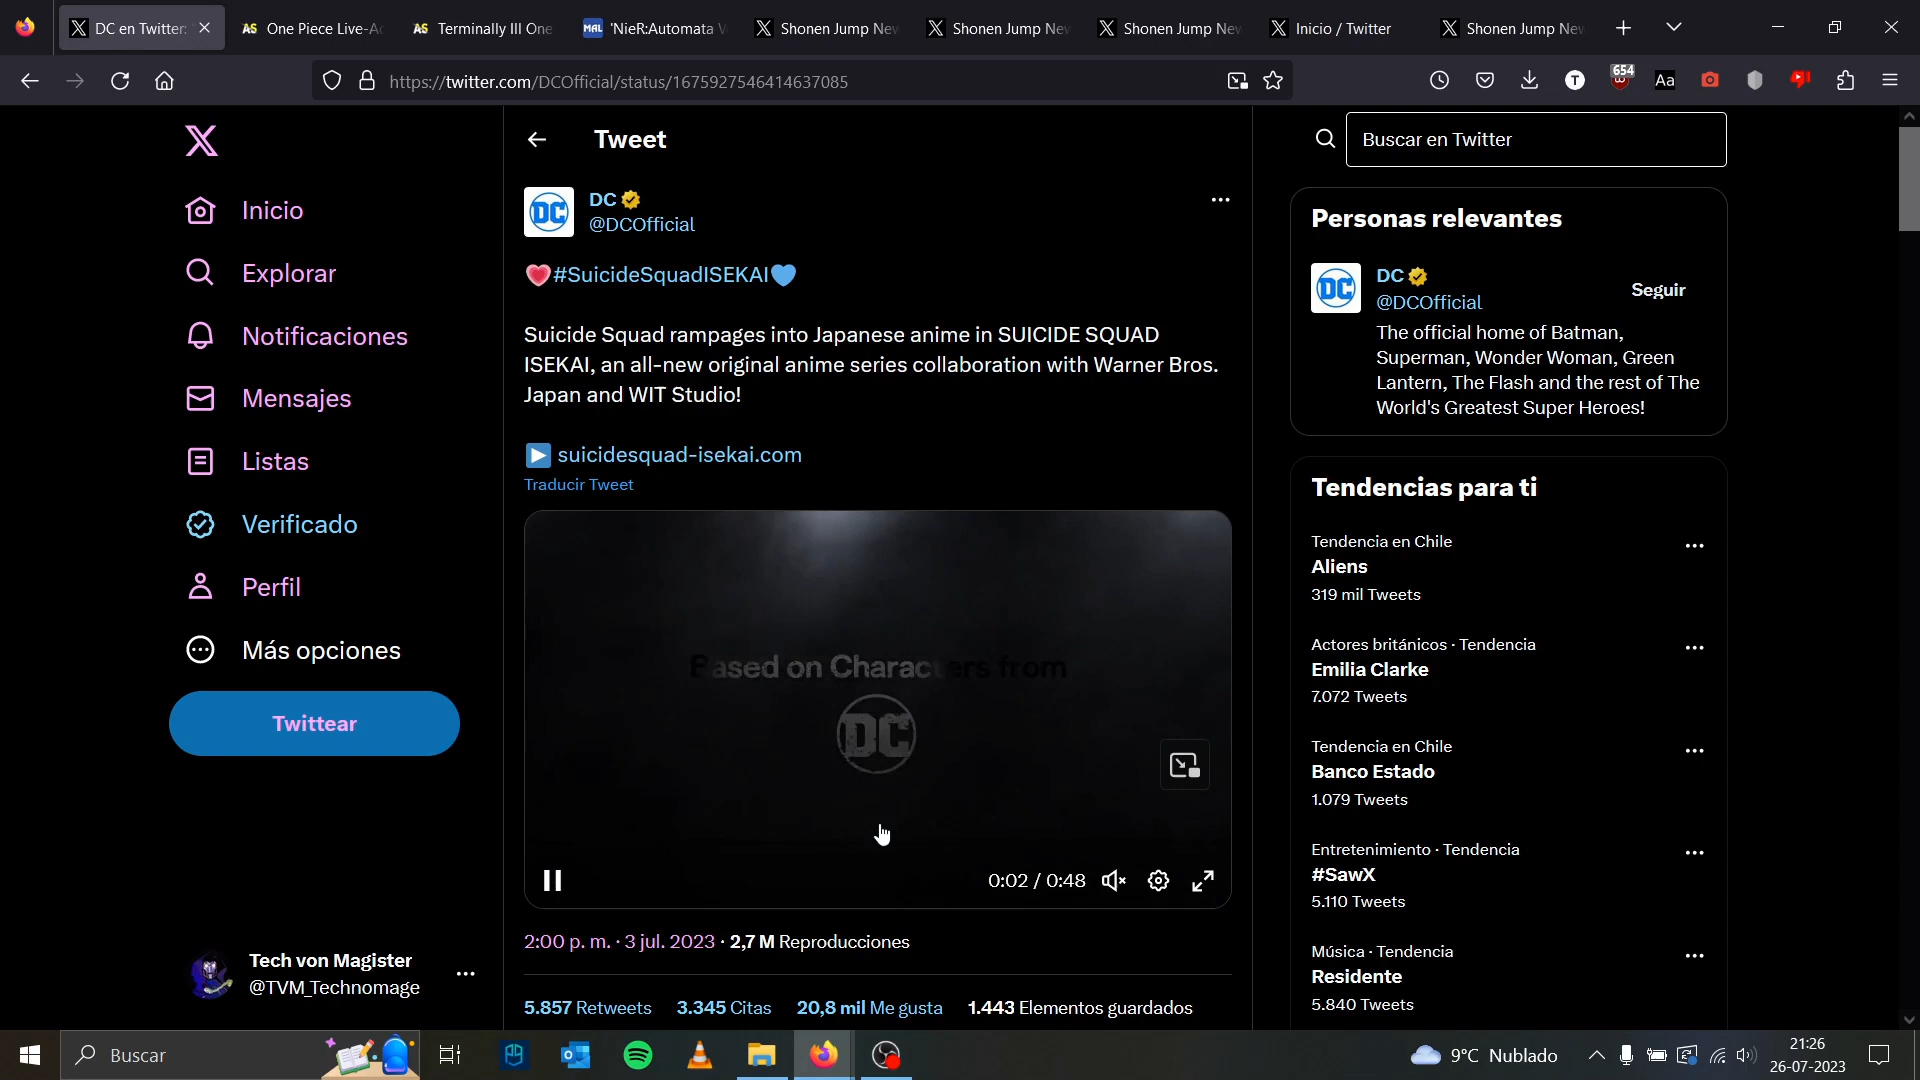 DC en Twitter:
One Piece Live-Ac
Terminally Ill One
'NieR:Automata V
Shonen Jump New
Shonen Jump New
Shonen Jump New
Inicio / Twitter
Shonen Jump New
https://twitter.com/DCOfficial/status/1675927546414637085
654
Aa
Inicio
Explorar
Notificaciones
Mensajes
Listas
Verificado
Perfil
Más opciones
Twittear
Tech von Magister
@TVM_Technomage
Tweet
DC
@DCOfficial
#SuicideSquadISEKAI
Suicide Squad rampages into Japanese anime in SUICIDE SQUAD
ISEKAI, an all-new original anime series collaboration with Warner Bros.
Japan and WIT Studio!
suicidesquad-isekai.com
Traducir Tweet
Based on Characters from
DC
0:02 / 0:48
2:00 p. m. · 3 jul. 2023 · 2,7 M Reproducciones
5.857 Retweets 3.345 Citas 20,8 mil Me gusta 1.443 Elementos guardados
Buscar en Twitter
Personas relevantes
DC
@DCOfficial
Seguir
The official home of Batman,
Superman, Wonder Woman, Green
Lantern, The Flash and the rest of The
World's Greatest Super Heroes!
Tendencias para ti
Tendencia en Chile
Aliens
319 mil Tweets
Actores británicos · Tendencia
Emilia Clarke
7.072 Tweets
Tendencia en Chile
Banco Estado
1.079 Tweets
Entretenimiento · Tendencia
#SawX
5.110 Tweets
Música · Tendencia
Residente
5.840 Tweets
Buscar
9°C Nublado
21:26
26-07-2023